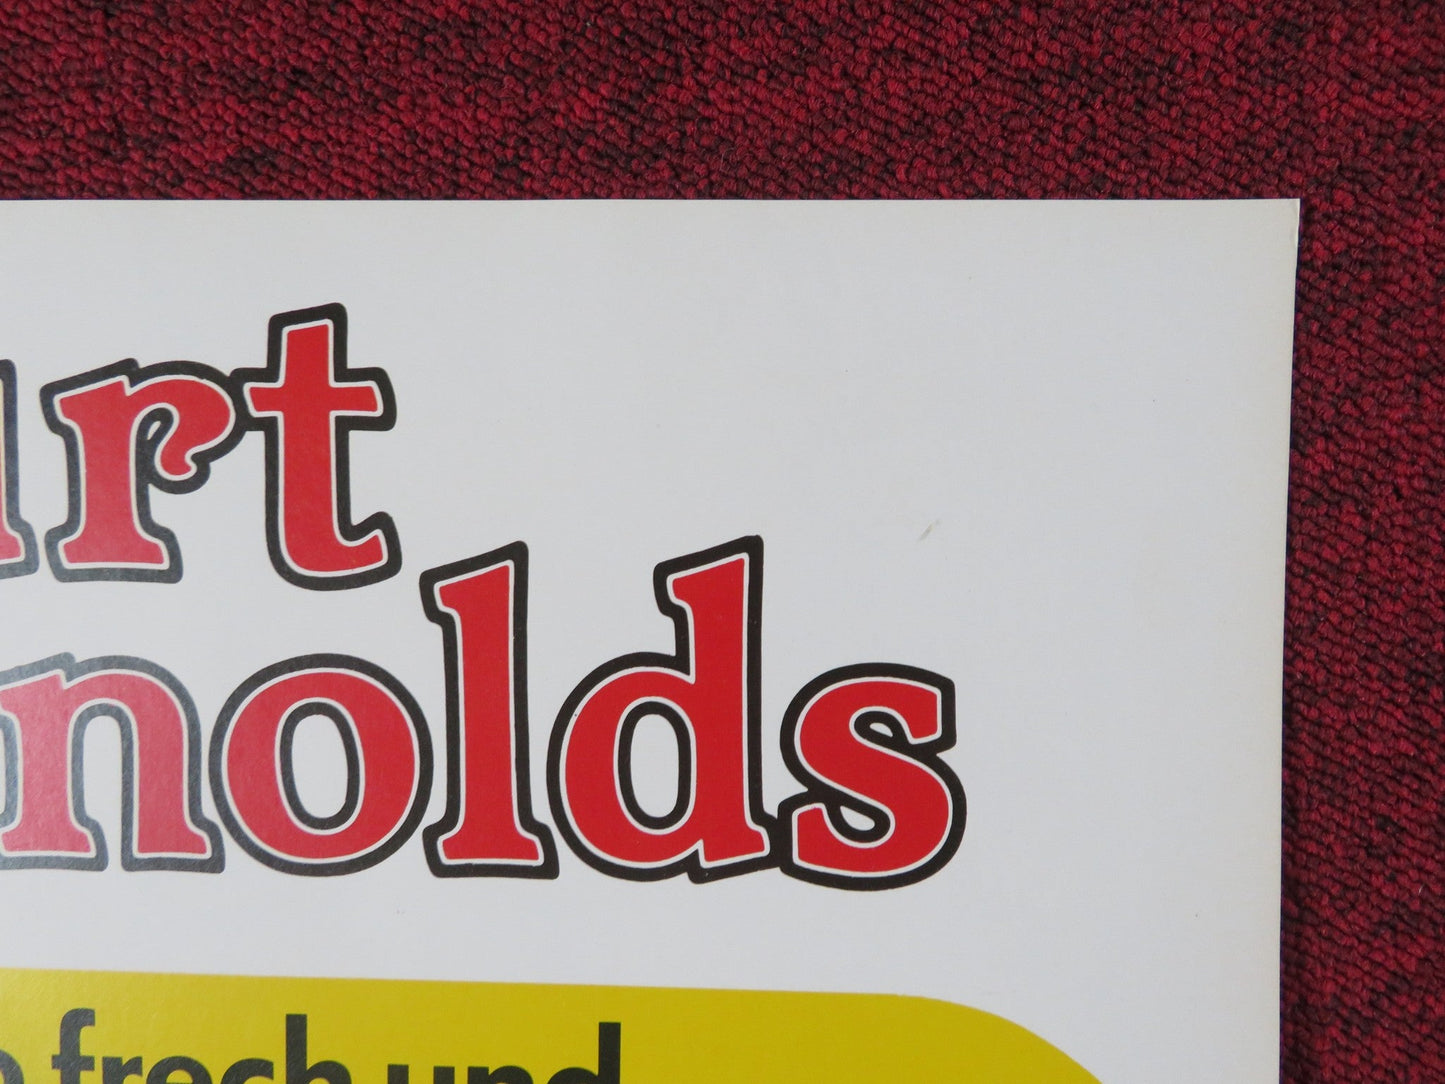 urt
nolds
frech und